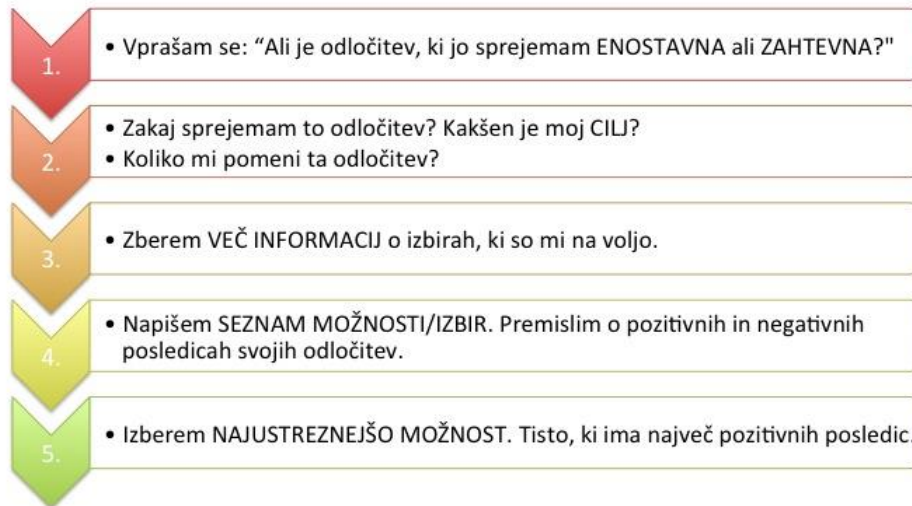 1.
• Vprašam se: “Ali je odločitev, ki jo sprejemam ENOSTAVNA ali ZAHTEVNA?"
2.
• Zakaj sprejemam to odločitev? Kakšen je moj CILJ?
• Koliko mi pomeni ta odločitev?
3.
• Zberem VEČ INFORMACIJ o izbirah, ki so mi na voljo.
4.
• Napišem SEZNAM MOŽNOSTI/IZBIR. Premislim o pozitivnih in negativnih
posledicah svojih odločitev.
5.
• Izberem NAJUSTREZNEJŠO MOŽNOST. Tisto, ki ima največ pozitivnih posledic.